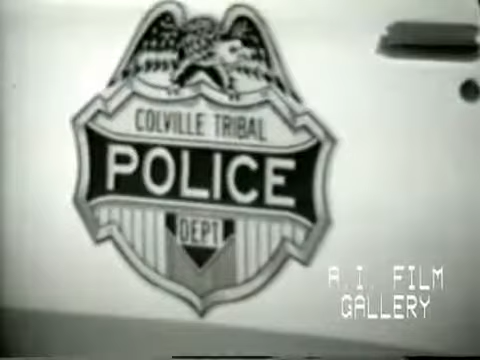 COLVILLE TRIBAL
POLICE
DEPT
A.I. FILM
GALLERY